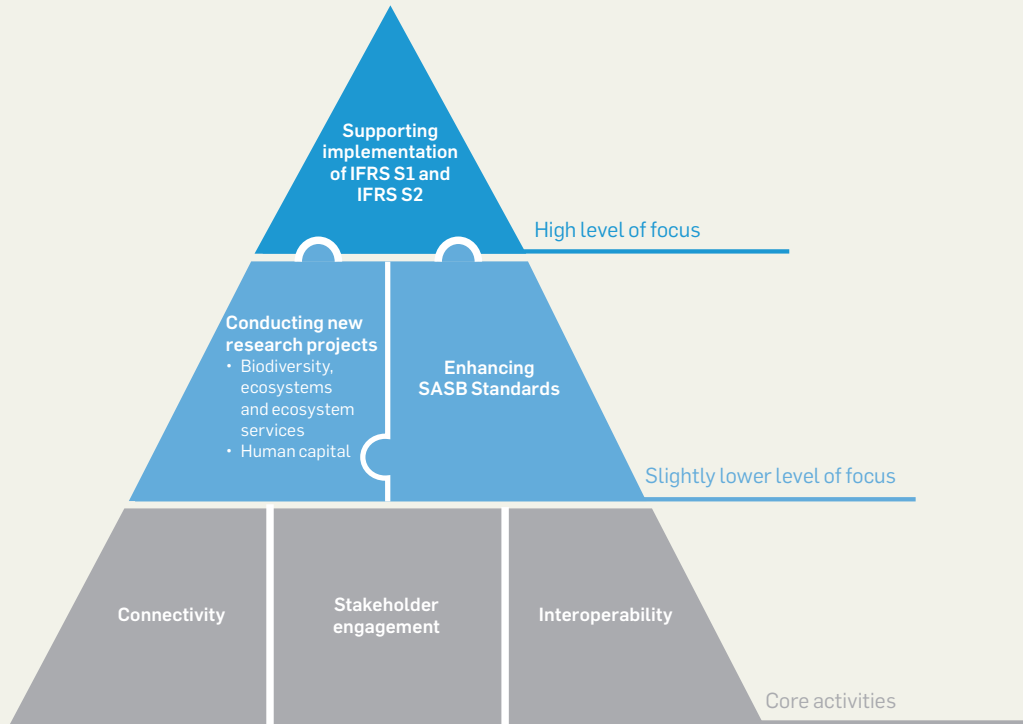 Supporting
implementation
of IFRS S1 and
IFRS S2
High level of focus
Conducting new
research projects
• Biodiversity,
ecosystems
and ecosystem
services
• Human capital
Enhancing
SASB Standards
Slightly lower level of focus
Connectivity
Stakeholder
engagement
Interoperability
Core activities